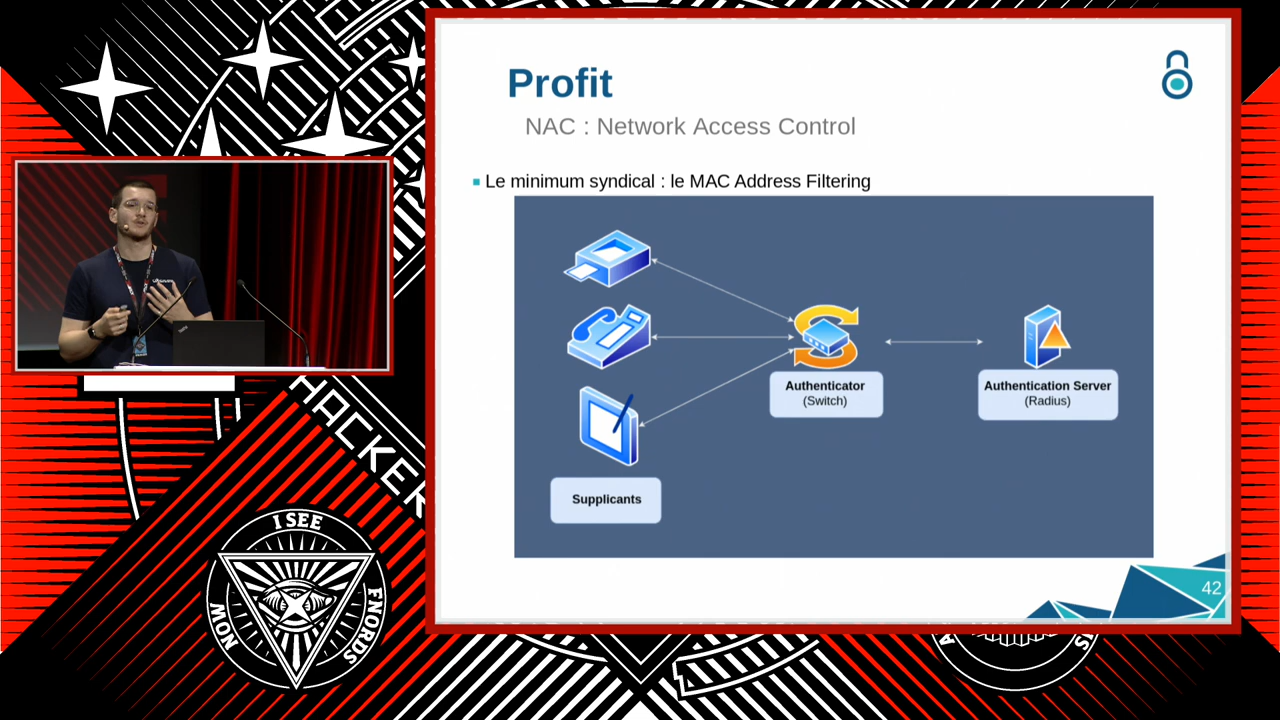 Profit
NAC : Network Access Control
Le minimum syndical : le MAC Address Filtering
Authenticator
(Switch)
Authentication Server
(Radius)
Supplicants
42
HACKER
I SEE
FNORDS
NOW